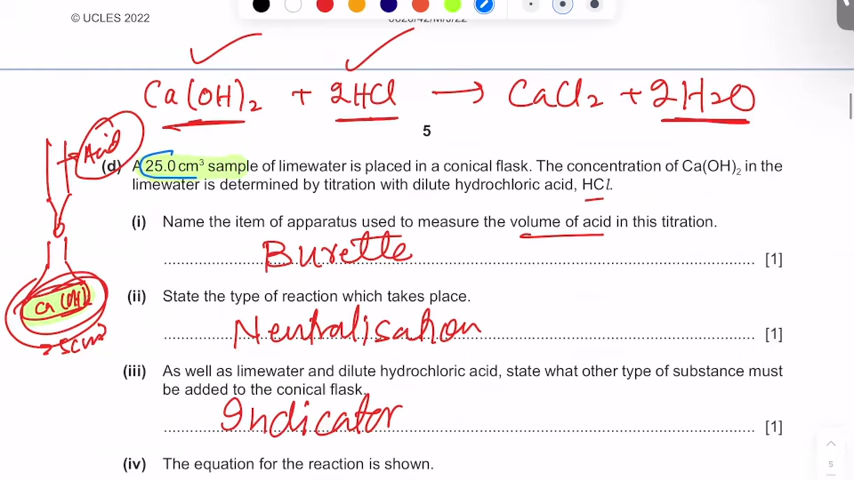 © UCLES 2022
Ca(OH)₂ + 2HCl → CaCl₂ + 2H2O
5
Acid
(d) A 25.0 cm³ sample of limewater is placed in a conical flask. The concentration of Ca(OH)₂ in the
limewater is determined by titration with dilute hydrochloric acid, HCl.
(i) Name the item of apparatus used to measure the volume of acid in this titration.
Burette
[1]
Ca(OH)
(ii) State the type of reaction which takes place.
Neutralisation
[1]
(iii) As well as limewater and dilute hydrochloric acid, state what other type of substance must
be added to the conical flask.
Indicator
[1]
(iv) The equation for the reaction is shown.
5